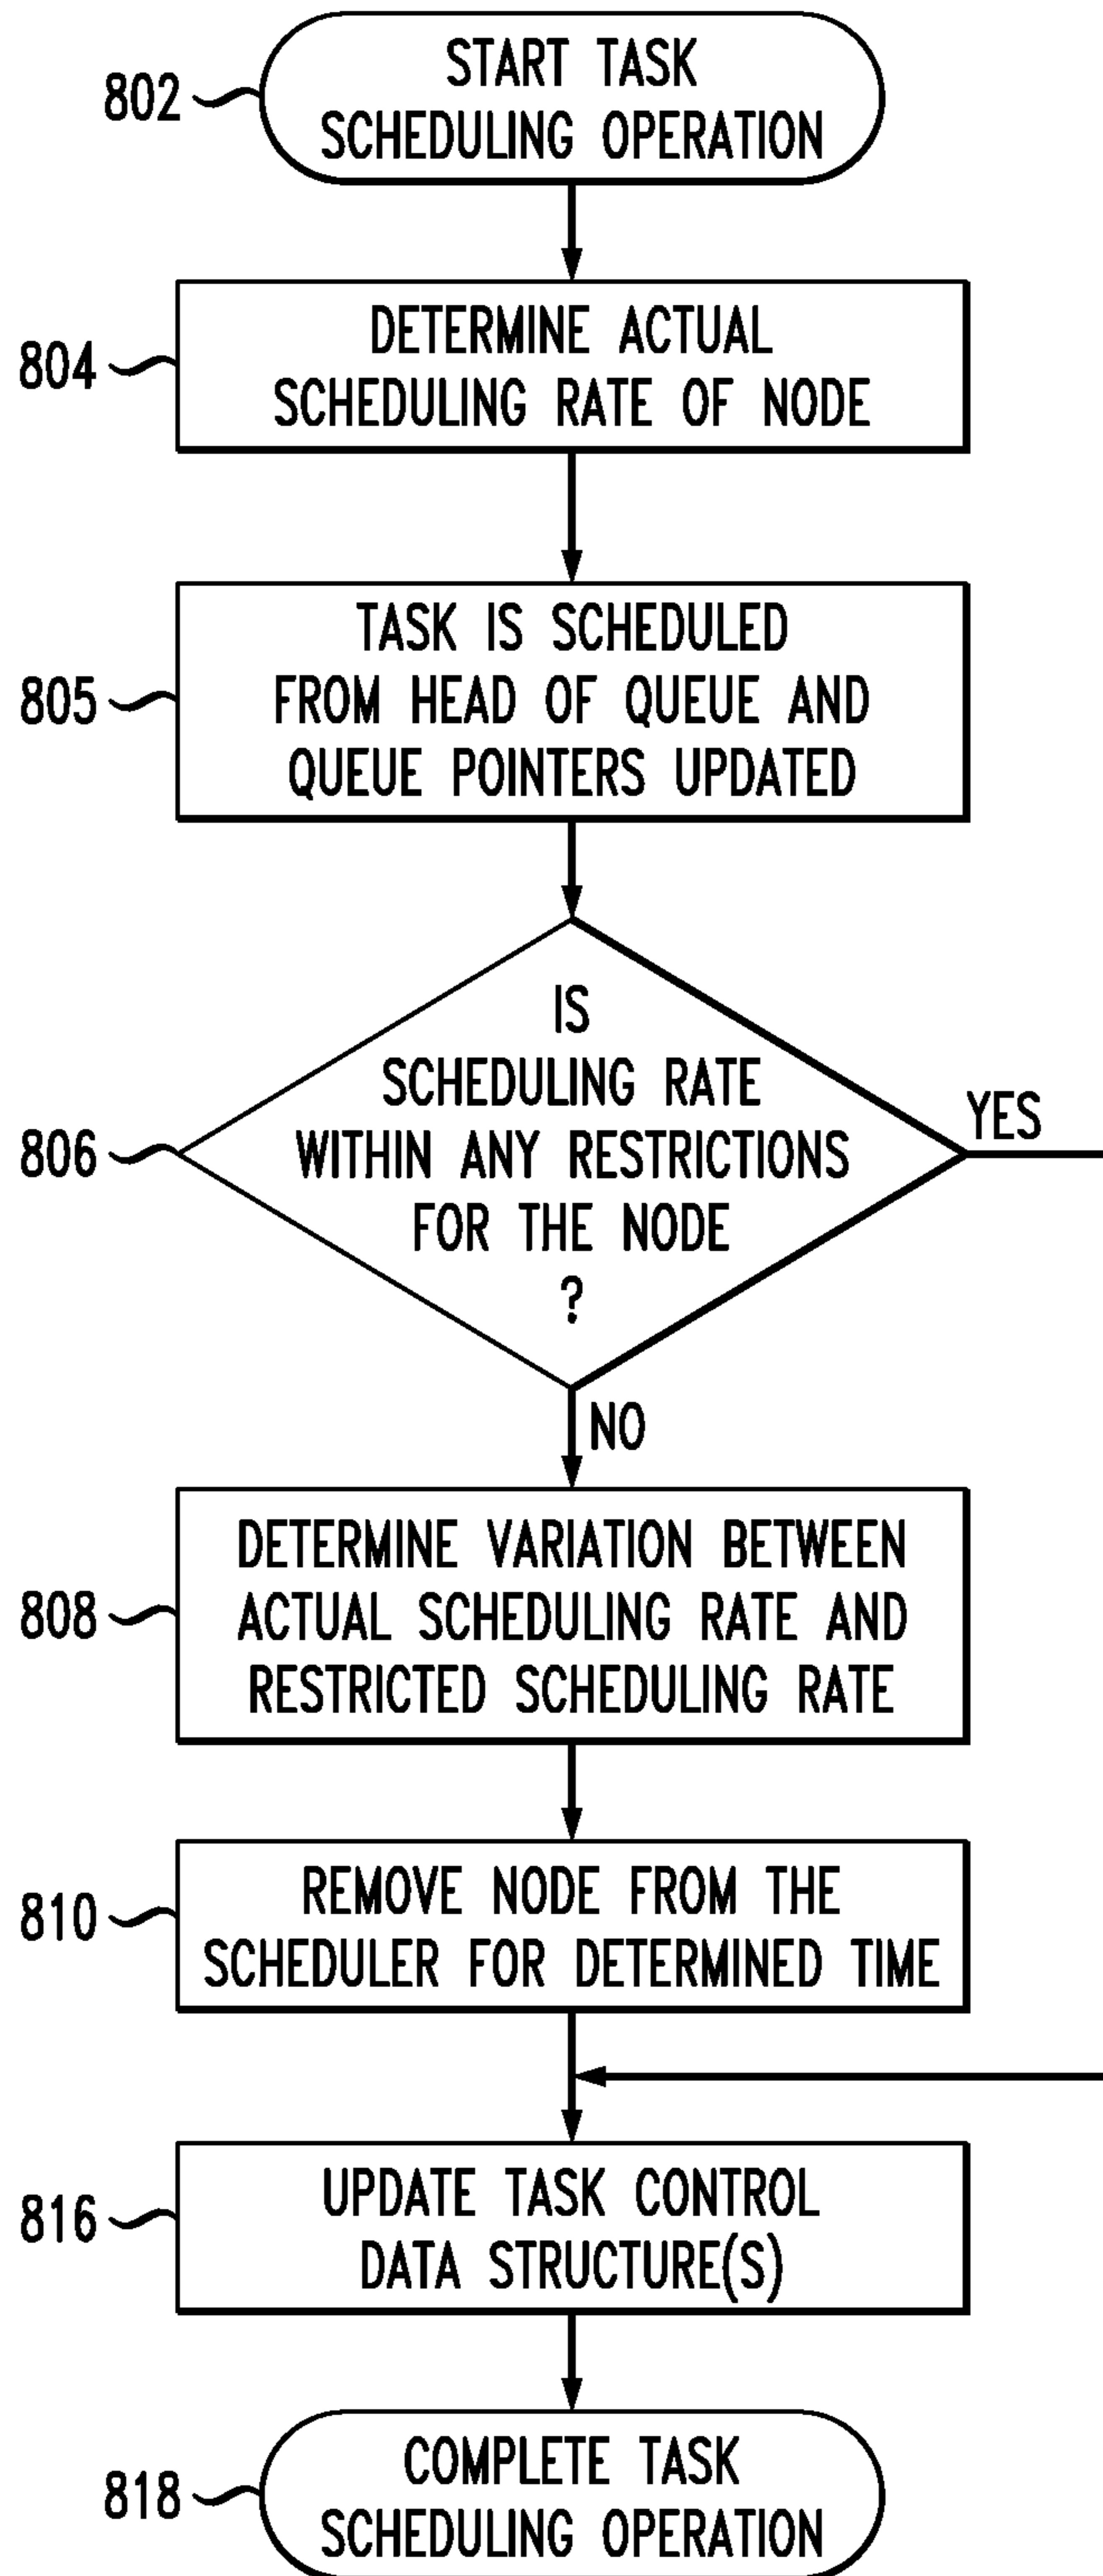 802
START TASK
SCHEDULING OPERATION
804
DETERMINE ACTUAL
SCHEDULING RATE OF NODE
805
TASK IS SCHEDULED
FROM HEAD OF QUEUE AND
QUEUE POINTERS UPDATED
806
IS
SCHEDULING RATE
WITHIN ANY RESTRICTIONS
FOR THE NODE
?
YES
NO
808
DETERMINE VARIATION BETWEEN
ACTUAL SCHEDULING RATE AND
RESTRICTED SCHEDULING RATE
810
REMOVE NODE FROM THE
SCHEDULER FOR DETERMINED TIME
816
UPDATE TASK CONTROL
DATA STRUCTURE(S)
818
COMPLETE TASK
SCHEDULING OPERATION